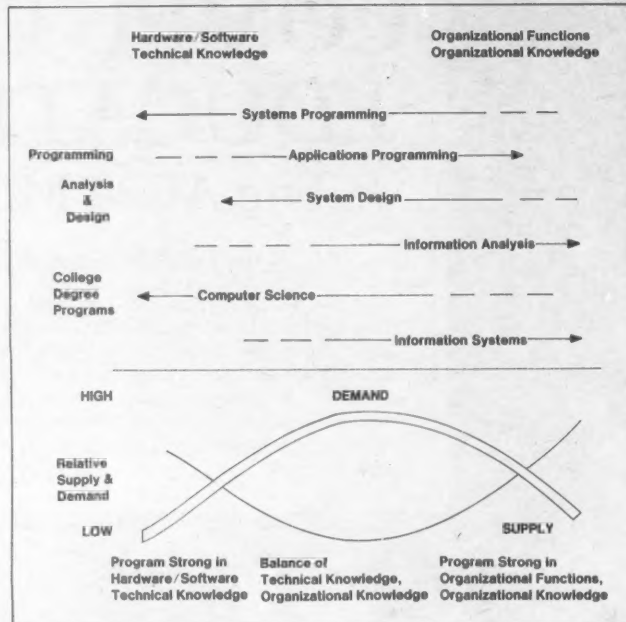 Hardware/Software
Technical Knowledge
Organizational Functions
Organizational Knowledge
Systems Programming
Programming
Applications Programming
Analysis
&
Design
System Design
Information Analysis
College
Degree
Programs
Computer Science
Information Systems
HIGH
DEMAND
Relative
Supply &
Demand
LOW
SUPPLY
Program Strong in
Hardware/Software
Technical Knowledge
Balance of
Technical Knowledge,
Organizational Knowledge
Program Strong in
Organizational Functions,
Organizational Knowledge